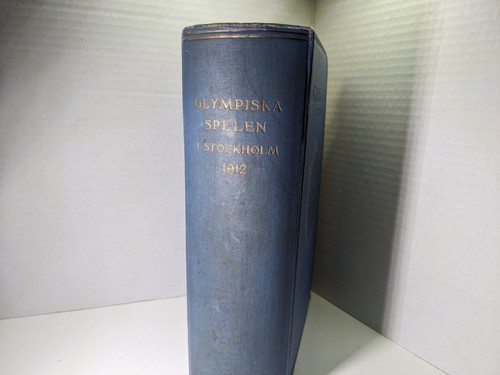 OLYMPISKA
SPELEN
I STOCKHOLM
1912